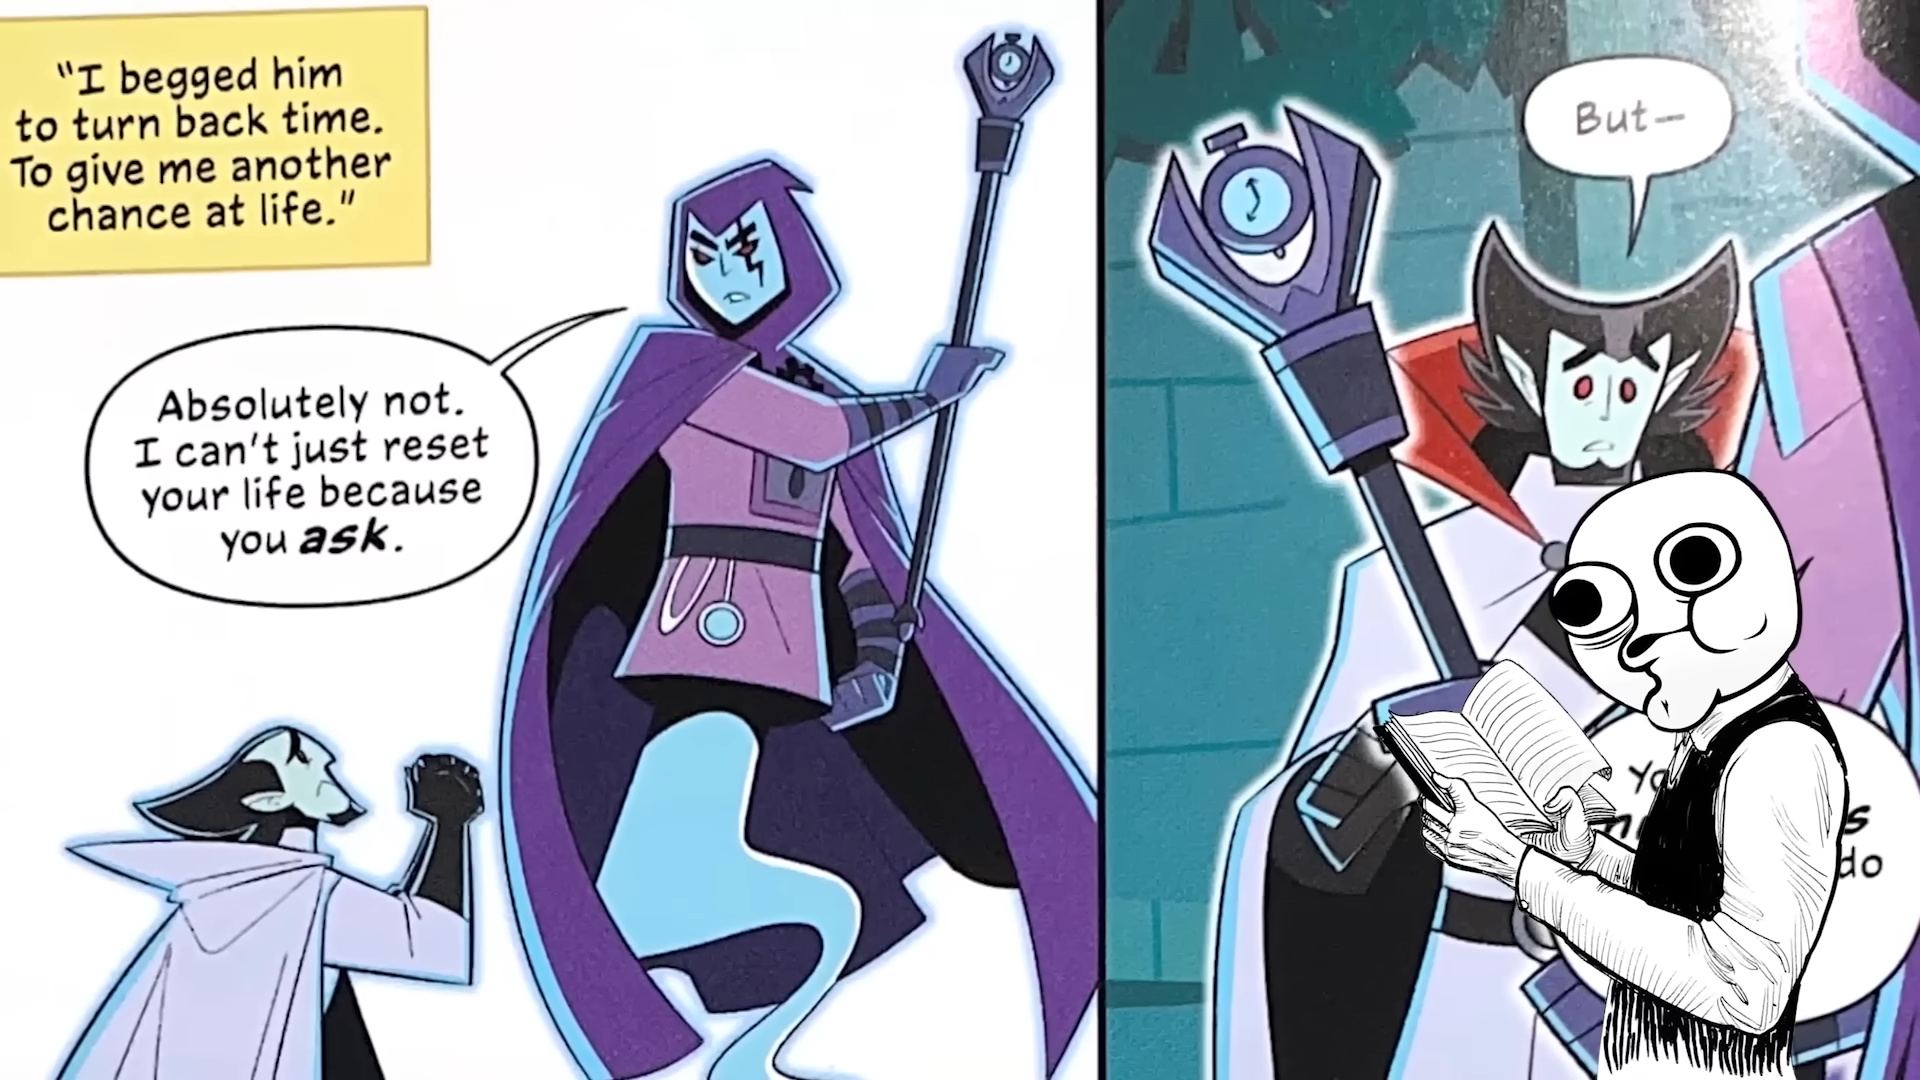 "I begged him
to turn back time.
To give me another
chance at life."
Absolutely not.
I can't just reset
your life because
you ask.
But—
do